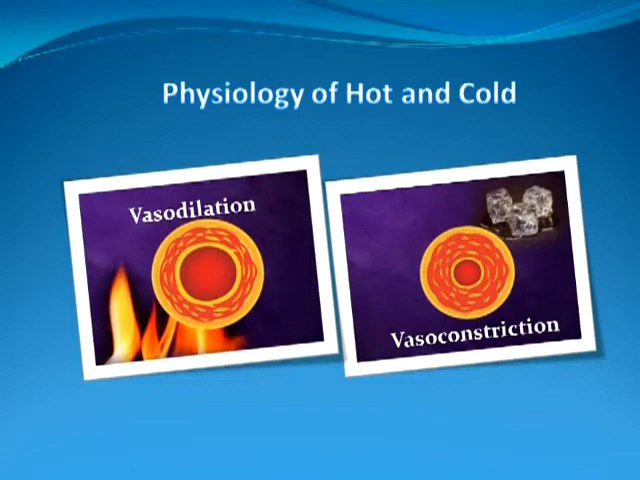 Physiology of Hot and Cold
Vasodilation
Vasoconstriction